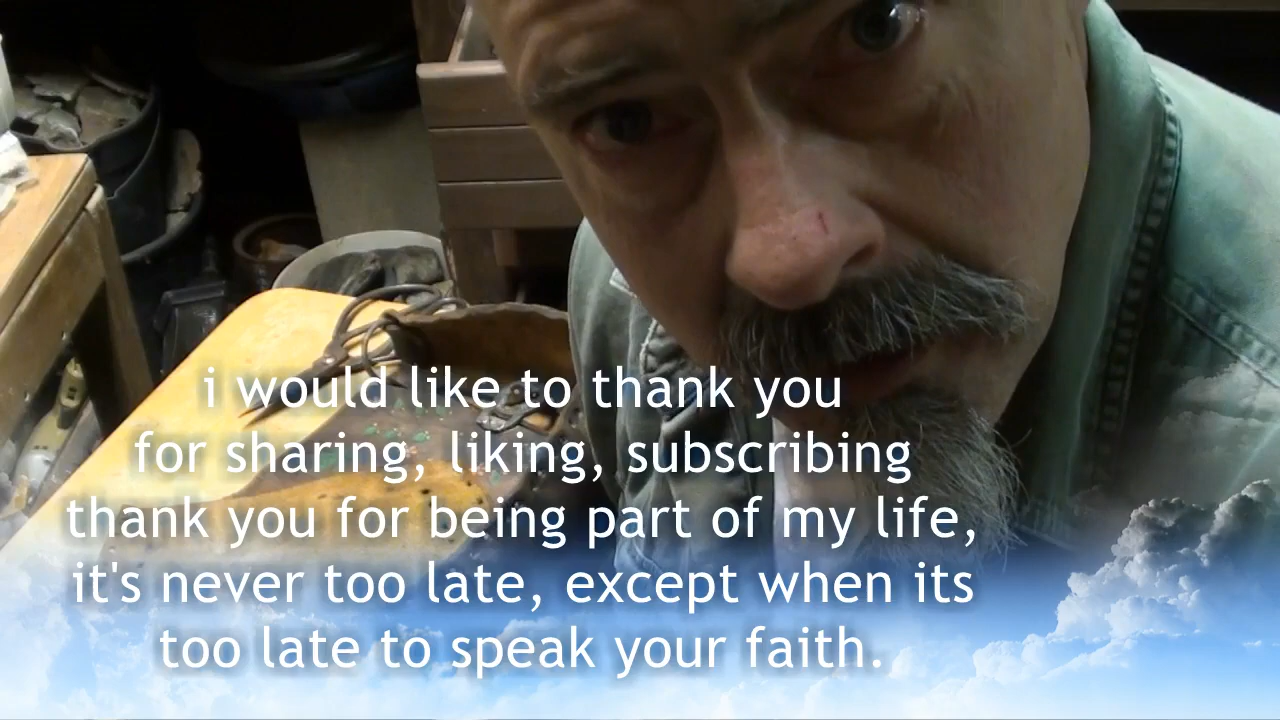 i would like to thank you
for sharing, liking, subscribing
thank you for being part of my life,
it's never too late, except when its
too late to speak your faith.